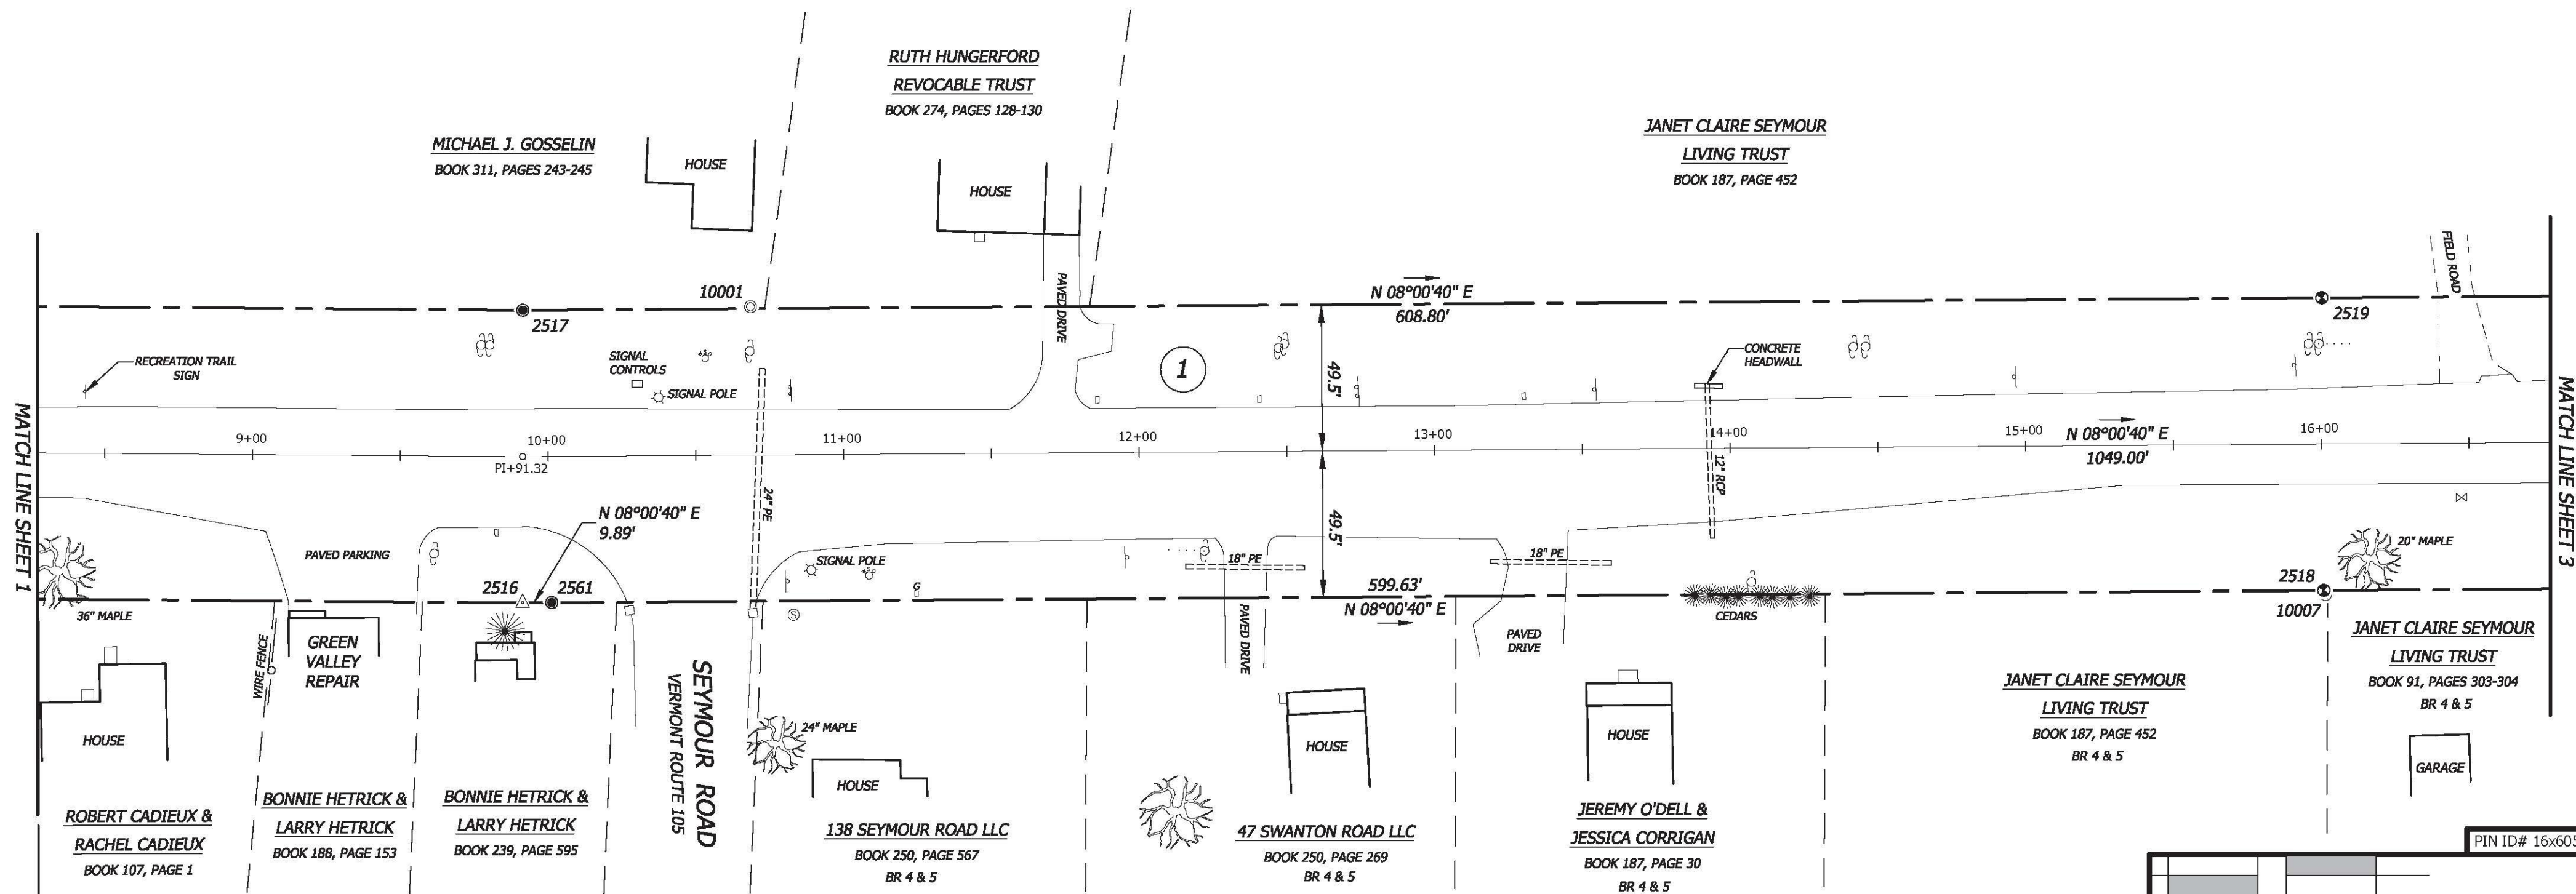 RUTH HUNGERFORD
REVOCABLE TRUST
BOOK 274, PAGES 128-130
MICHAEL J. GOSSELIN
BOOK 311, PAGES 243-245
HOUSE
HOUSE
JANET CLAIRE SEYMOUR
LIVING TRUST
BOOK 187, PAGE 452
FIELD ROAD
PAVED DRIVE
10001
2517
N 08°00'40" E
608.80'
2519
RECREATION TRAIL
SIGN
SIGNAL
CONTROLS
SIGNAL POLE
1
49.5'
CONCRETE
HEADWALL
MATCH LINE SHEET 1
MATCH LINE SHEET 3
9+00
10+00
11+00
12+00
13+00
14+00
15+00
16+00
PI+91.32
N 08°00'40" E
1049.00'
24" PE
12" RCP
49.5'
N 08°00'40" E
9.89'
PAVED PARKING
SIGNAL POLE
G
18" PE
18" PE
20" MAPLE
2516
2561
599.63'
N 08°00'40" E
2518
10007
S
36" MAPLE
CEDARS
WIRE FENCE
GREEN
VALLEY
REPAIR
PAVED DRIVE
PAVED
DRIVE
JANET CLAIRE SEYMOUR
LIVING TRUST
BOOK 91, PAGES 303-304
BR 4 & 5
SEYMOUR ROAD
VERMONT ROUTE 105
24" MAPLE
HOUSE
HOUSE
HOUSE
HOUSE
JANET CLAIRE SEYMOUR
LIVING TRUST
BOOK 187, PAGE 452
BR 4 & 5
GARAGE
ROBERT CADIEUX &
RACHEL CADIEUX
BOOK 107, PAGE 1
BONNIE HETRICK &
LARRY HETRICK
BOOK 188, PAGE 153
BONNIE HETRICK &
LARRY HETRICK
BOOK 239, PAGE 595
138 SEYMOUR ROAD LLC
BOOK 250, PAGE 567
BR 4 & 5
47 SWANTON ROAD LLC
BOOK 250, PAGE 269
BR 4 & 5
JEREMY O'DELL &
JESSICA CORRIGAN
BOOK 187, PAGE 30
BR 4 & 5
PIN ID# 16x605